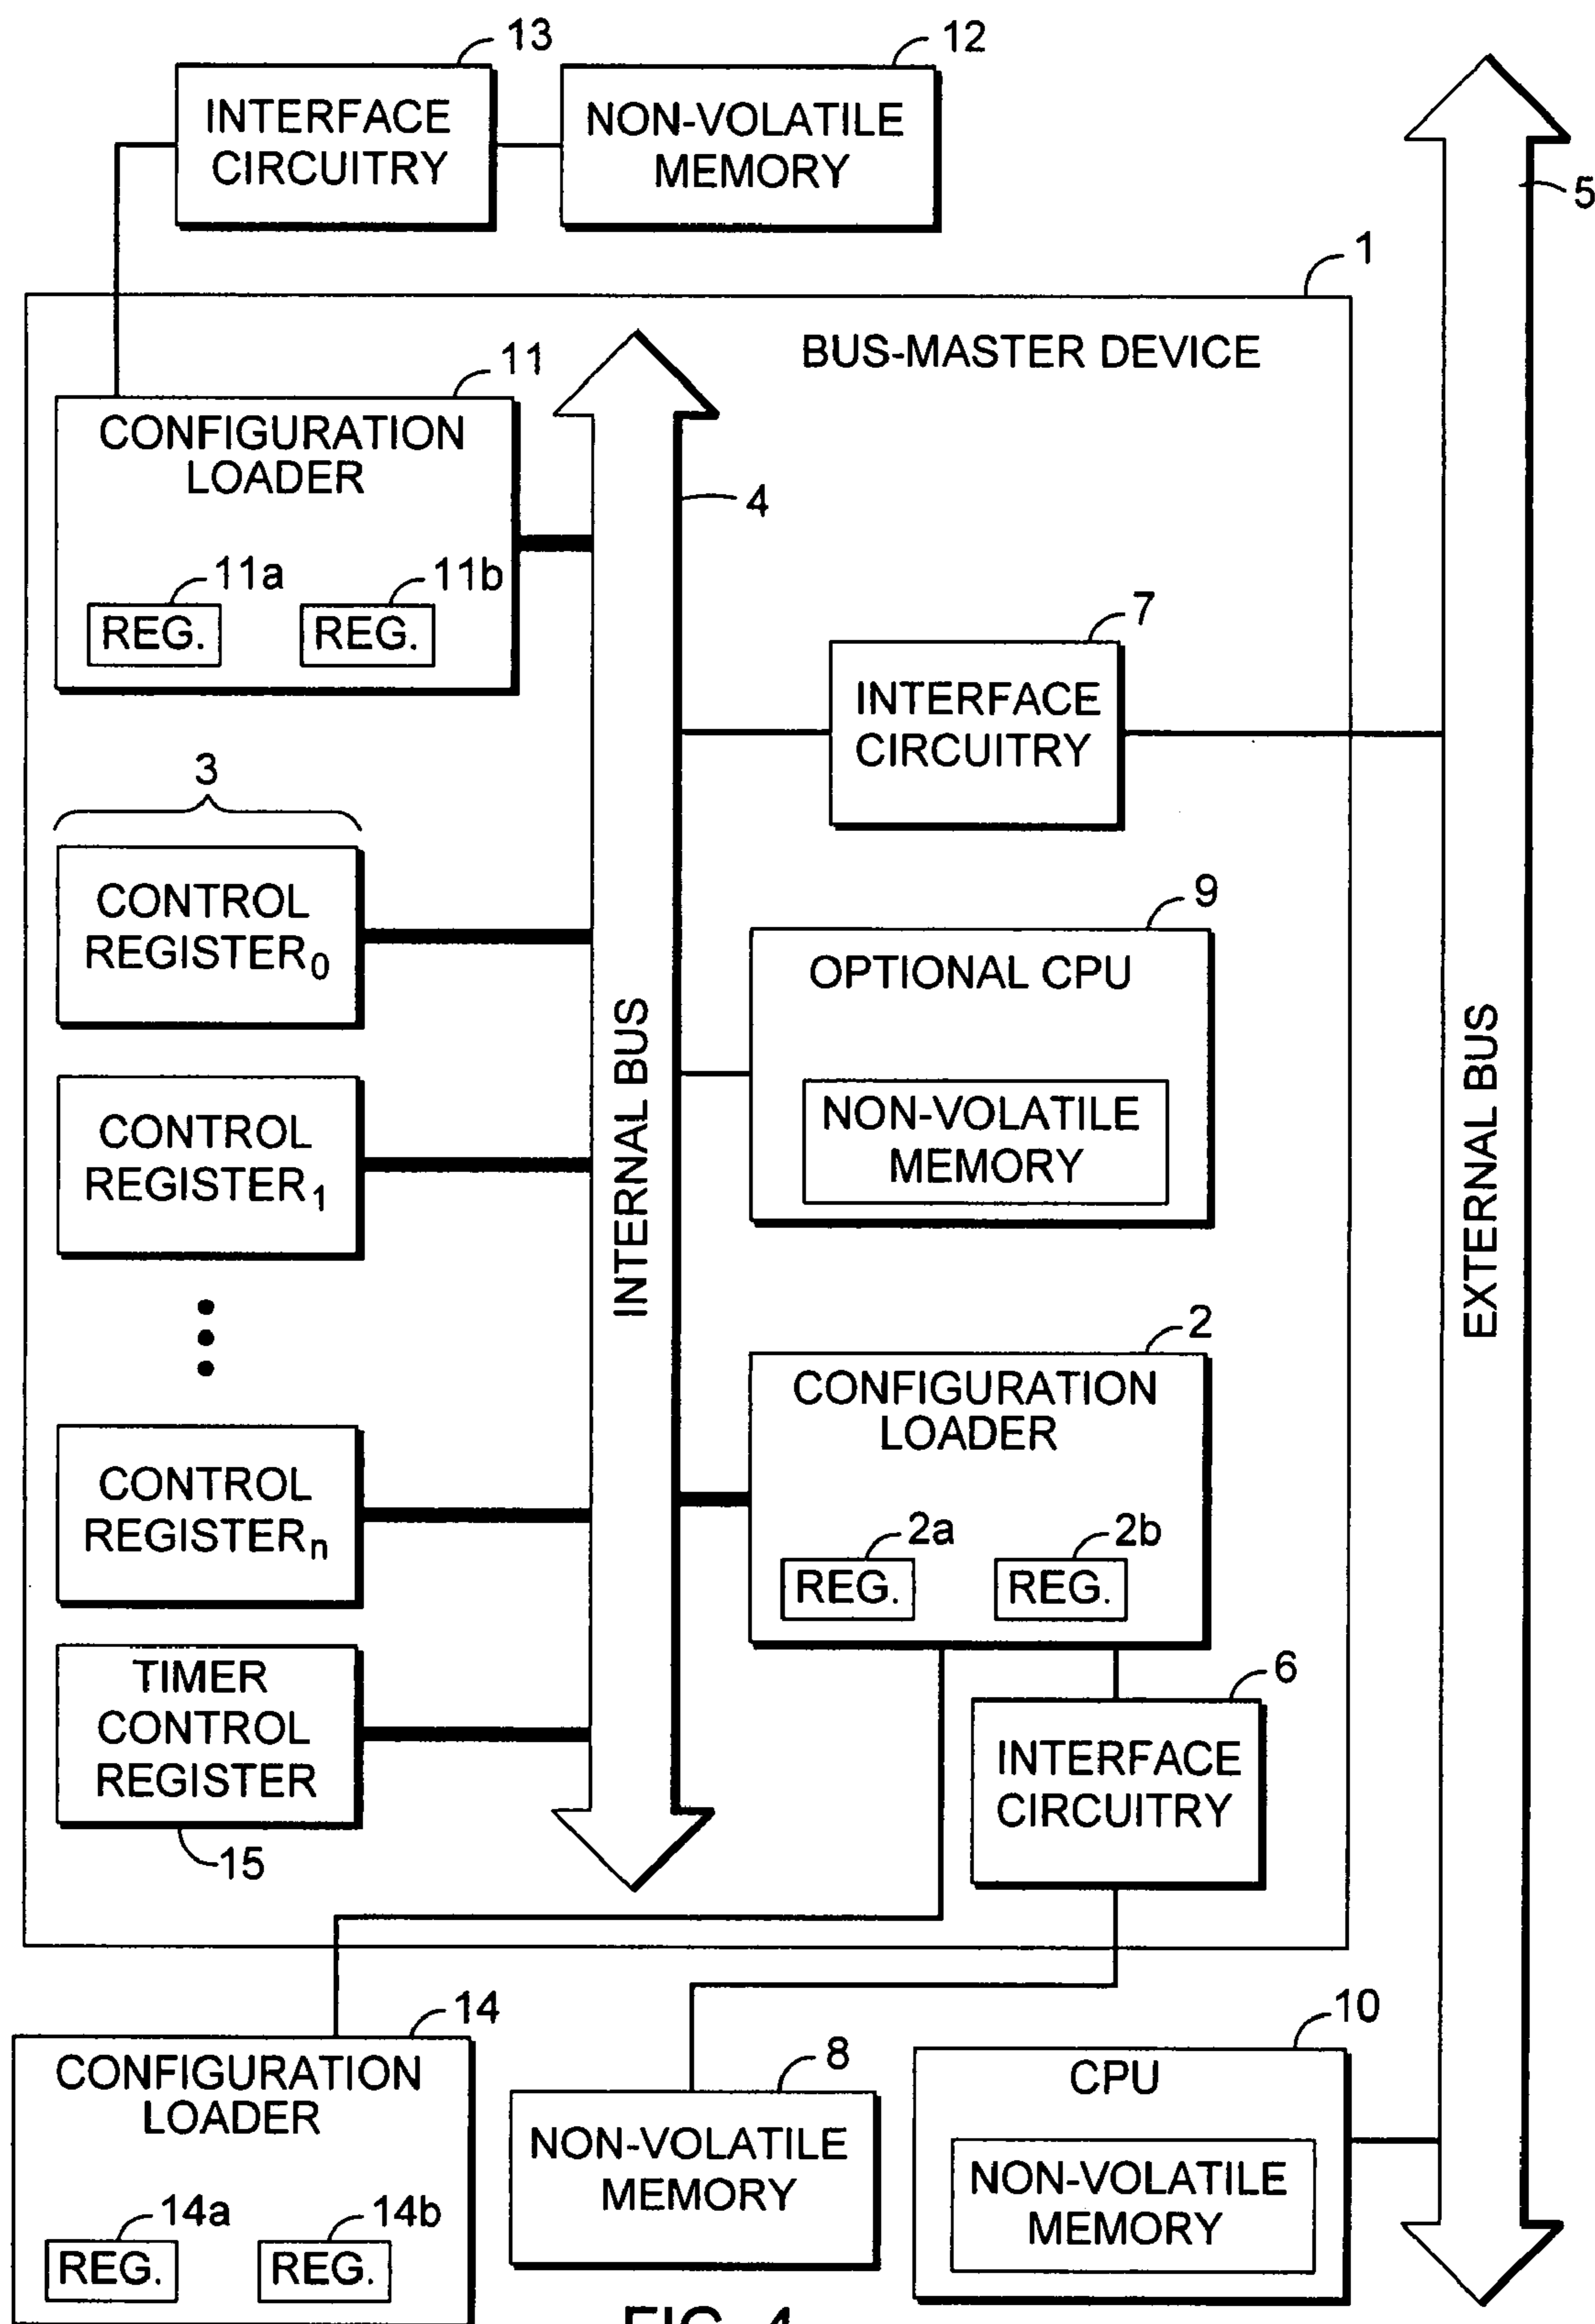 13
12
INTERFACE
CIRCUITRY
NON-VOLATILE
MEMORY
5
1
BUS-MASTER DEVICE
11
CONFIGURATION
LOADER
4
11a
11b
REG.
REG.
7
INTERFACE
CIRCUITRY
3
CONTROL
REGISTER0
9
OPTIONAL CPU
NON-VOLATILE
MEMORY
CONTROL
REGISTER1
INTERNAL BUS
EXTERNAL BUS
2
CONFIGURATION
LOADER
CONTROL
REGISTERn
2a
2b
REG.
REG.
TIMER
CONTROL
REGISTER
15
6
INTERFACE
CIRCUITRY
14
CONFIGURATION
LOADER
14a
14b
REG.
REG.
8
NON-VOLATILE
MEMORY
10
CPU
NON-VOLATILE
MEMORY